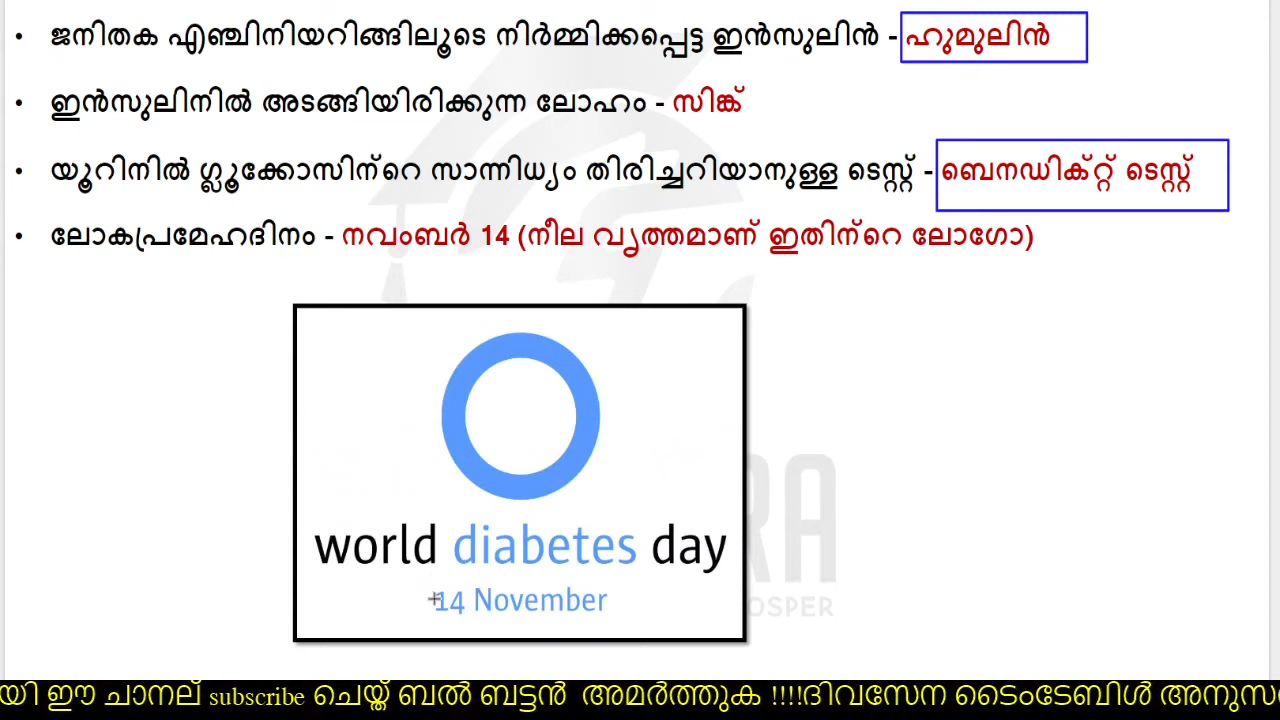 • ജനിതക എഞ്ചിനിയറിങ്ങിലൂടെ നിർമ്മിക്കപ്പെട്ട ഇൻസുലിൻ - ഹുമുലിൻ
• ഇൻസുലിനിൽ അടങ്ങിയിരിക്കുന്ന ലോഹം - സിങ്ക്
• യൂറിനിൽ ഗ്ലൂക്കോസിന്റെ സാന്നിധ്യം തിരിച്ചറിയാനുള്ള ടെസ്റ്റ് - ബെനഡിക്റ്റ് ടെസ്റ്റ്
• ലോകപ്രമേഹദിനം - നവംബർ 14 (നീല വൃത്തമാണ് ഇതിന്റെ ലോഗോ)
world diabetes day
14 November
ഈ ചാനല് subscribe ചെയ്ത് ബൽ ബട്ടൻ അമർത്തുക !!!!ദിവസേന ടൈംടേബിൾ